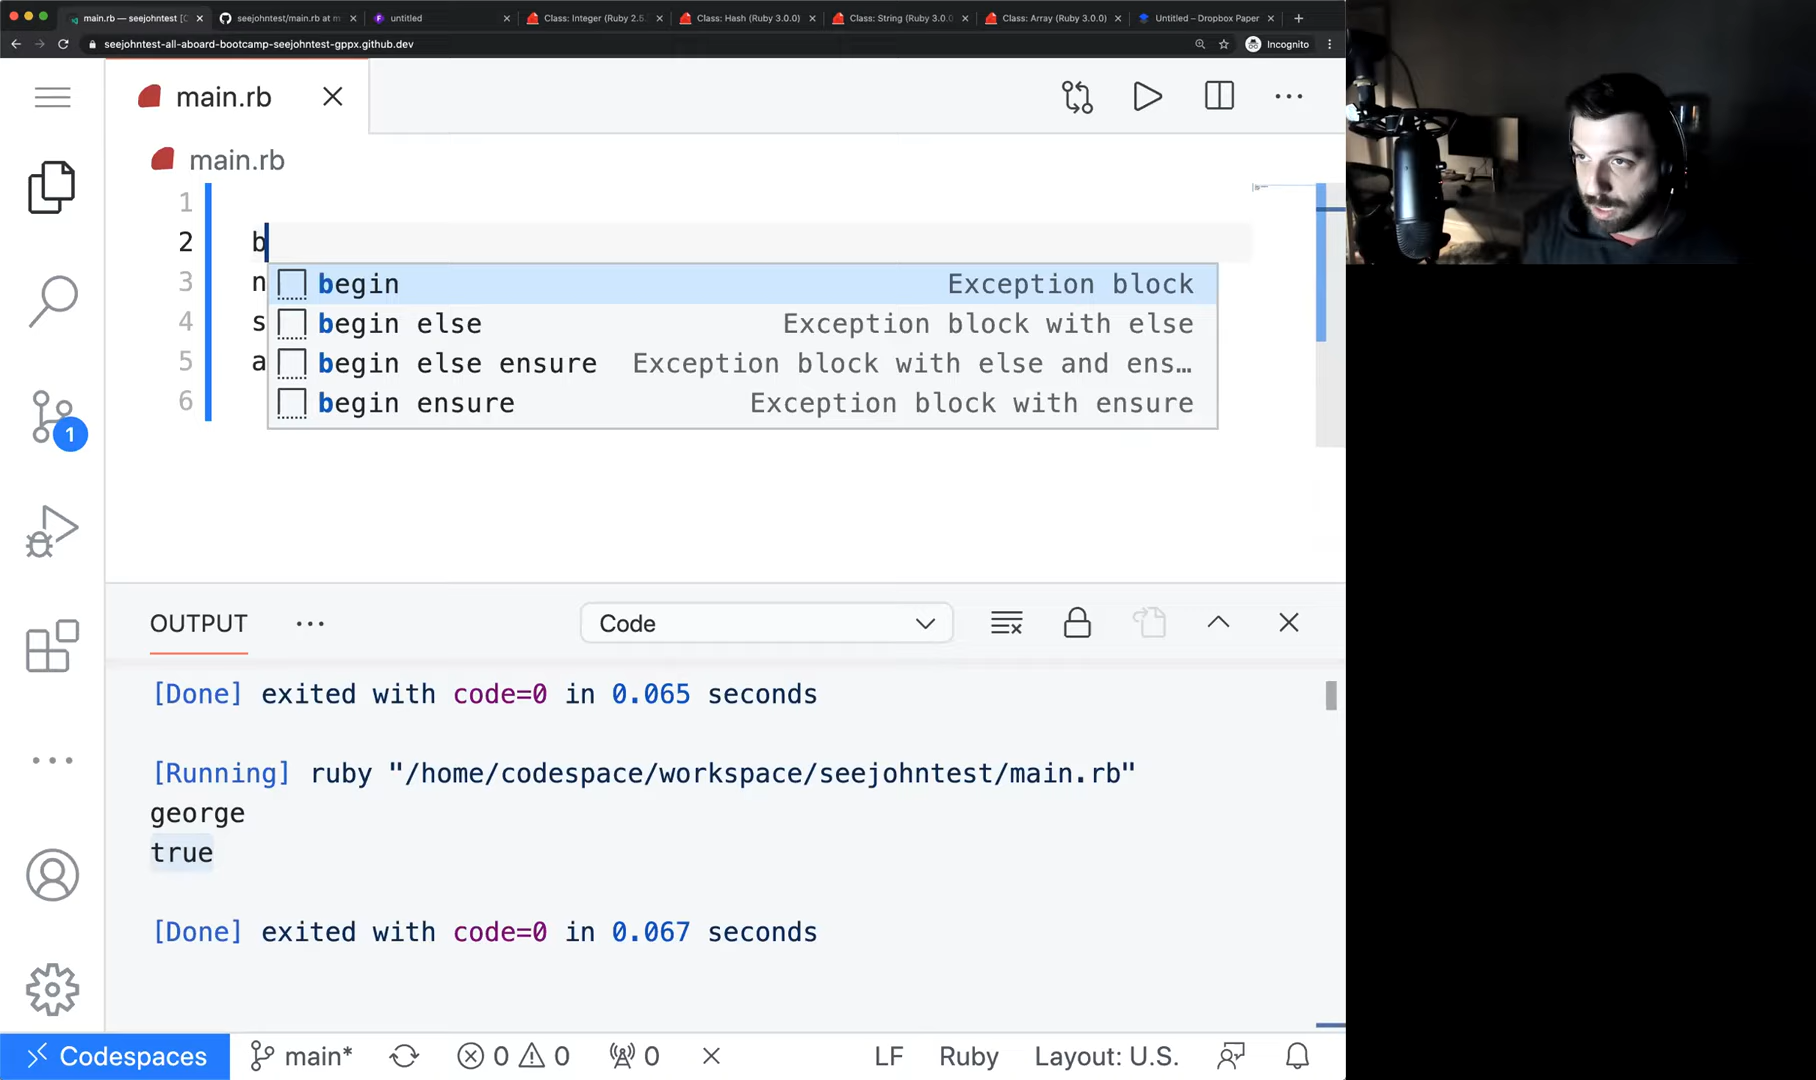 main.rb — seejohntest [C
seejohntest/main.rb at m
untitled
Class: Integer (Ruby 2.6.
Class: Hash (Ruby 3.0.0)
Class: String (Ruby 3.0.0
Class: Array (Ruby 3.0.0)
Untitled – Dropbox Paper
seejohntest-all-aboard-bootcamp-seejohntest-gppx.github.dev
Incognito
main.rb
main.rb
1
2 b
3 n
4 s
5 a
6
begin Exception block
begin else Exception block with else
begin else ensure Exception block with else and ens…
begin ensure Exception block with ensure
1
OUTPUT
Code
[Done] exited with code=0 in 0.065 seconds
[Running] ruby "/home/codespace/workspace/seejohntest/main.rb"
george
true
[Done] exited with code=0 in 0.067 seconds
Codespaces
main*
0
0
0
LF
Ruby
Layout: U.S.